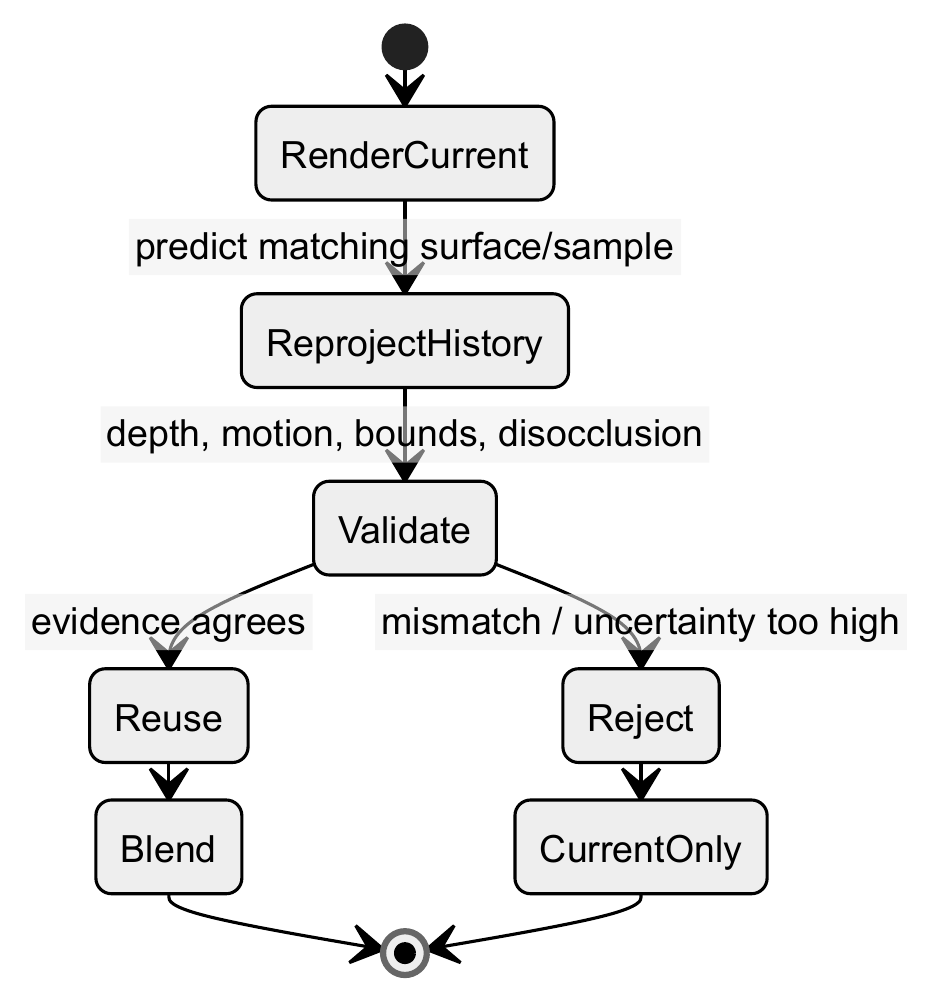 RenderCurrent
predict matching surface/sample
ReprojectHistory
depth, motion, bounds, disocclusion
Validate
evidence agrees
mismatch / uncertainty too high
Reuse
Reject
Blend
CurrentOnly